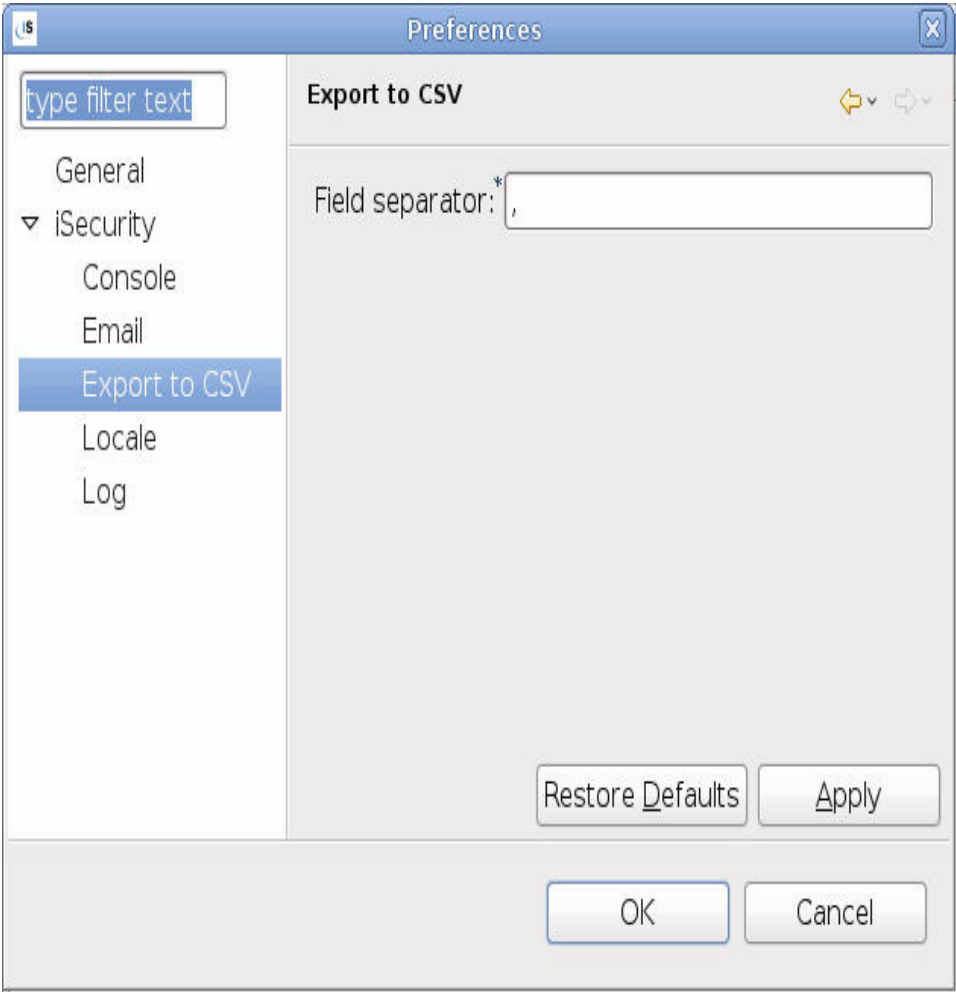 iS
Preferences
type filter text
Export to CSV
General
iSecurity
Console
Email
Export to CSV
Locale
Log
Field separator:* ,
Restore Defaults
Apply
OK
Cancel